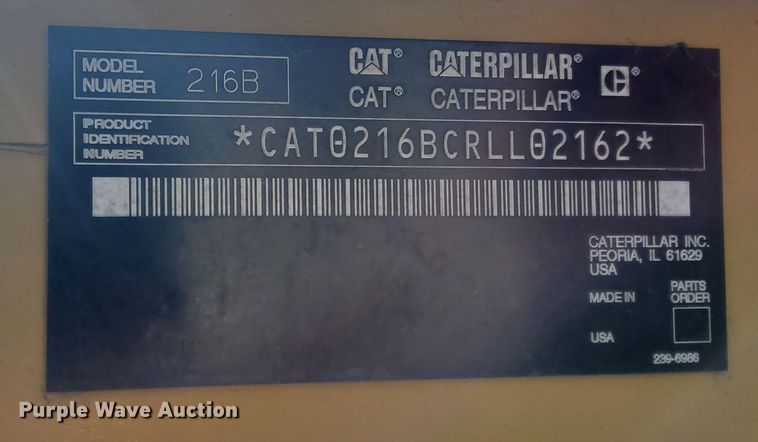 MODEL
NUMBER 216B
CAT® CATERPILLAR® C®
CAT® CATERPILLAR®
PRODUCT
IDENTIFICATION
NUMBER
*CAT0216BCRLL02162*
CATERPILLAR INC.
PEORIA, IL 61629
USA
MADE IN
PARTS
ORDER
USA
239-6986
Purple Wave Auction